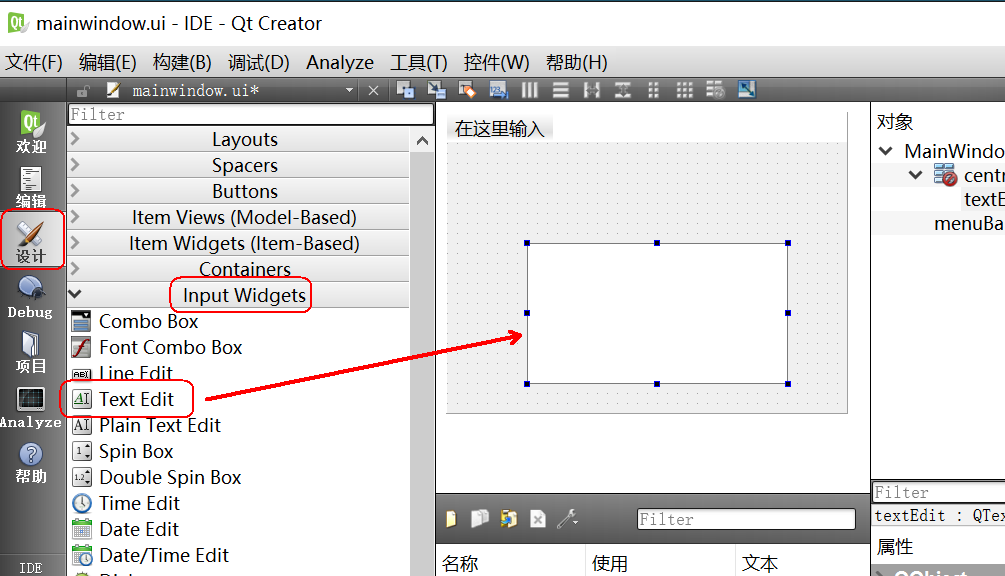 mainwindow.ui - IDE - Qt Creator
文件(F) 编辑(E) 构建(B) 调试(D) Analyze 工具(T) 控件(W) 帮助(H)
mainwindow.ui*
欢迎
编辑
设计
Debug
项目
Analyze
帮助
IDE
Filter
Layouts
Spacers
Buttons
Item Views (Model-Based)
Item Widgets (Item-Based)
Containers
Input Widgets
Combo Box
Font Combo Box
Line Edit
Text Edit
Plain Text Edit
Spin Box
Double Spin Box
Time Edit
Date Edit
Date/Time Edit
在这里输入
Filter
名称 使用 文本
对象
MainWindo
centr
textE
menuBa
Filter
textEdit : QTex
属性
QObject